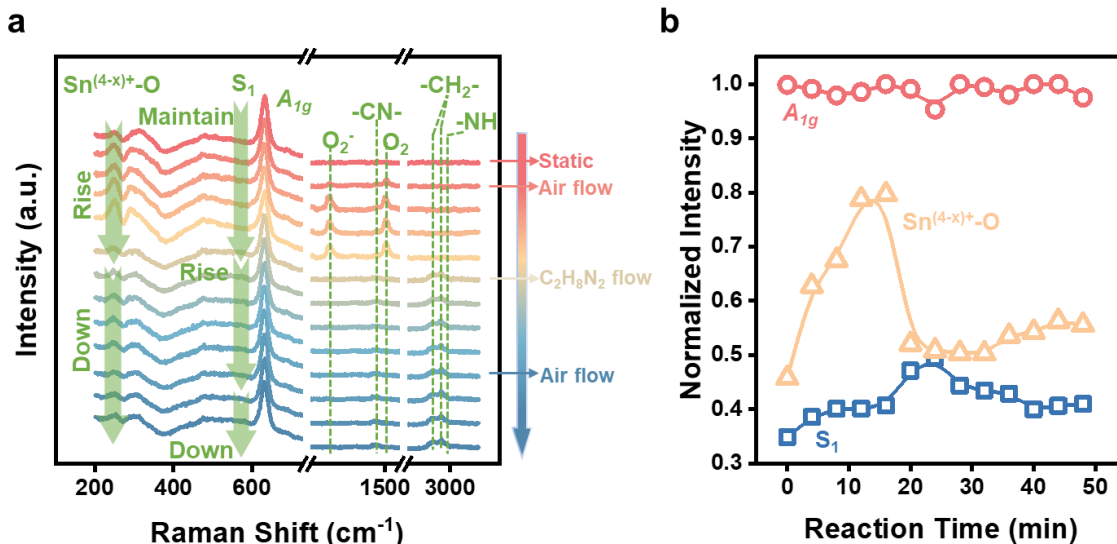 a
Sn(4-x)+-O
S1
A1g
-CH2-
-CN-
-NH
Maintain
O2-
O2
Static
Air flow
Rise
Rise
C2H8N2 flow
Down
Air flow
Down
Intensity (a.u.)
200
400
600
1500
3000
Raman Shift (cm-1)
b
1.0
0.9
0.8
0.7
0.6
0.5
0.4
0.3
A1g
Sn(4-x)+-O
S1
Normalized Intensity
0
10
20
30
40
50
Reaction Time (min)